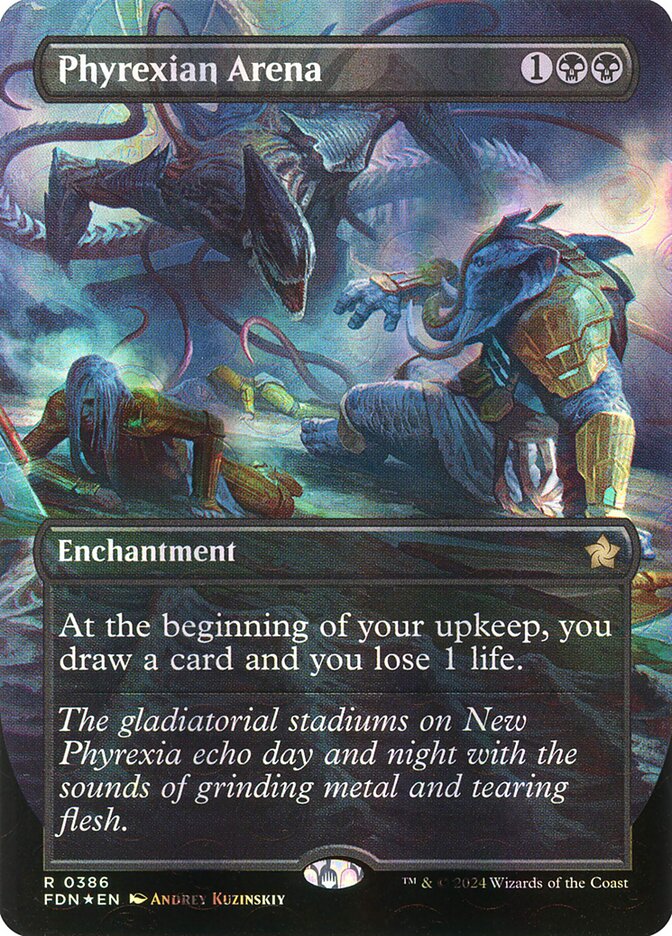 Phyrexian Arena 1
Enchantment
At the beginning of your upkeep, you
draw a card and you lose 1 life.
The gladiatorial stadiums on New
Phyrexia echo day and night with the
sounds of grinding metal and tearing
flesh.
R 0386
FDN★EN Andrey Kuzinskiy
™ & © 2024 Wizards of the Coast